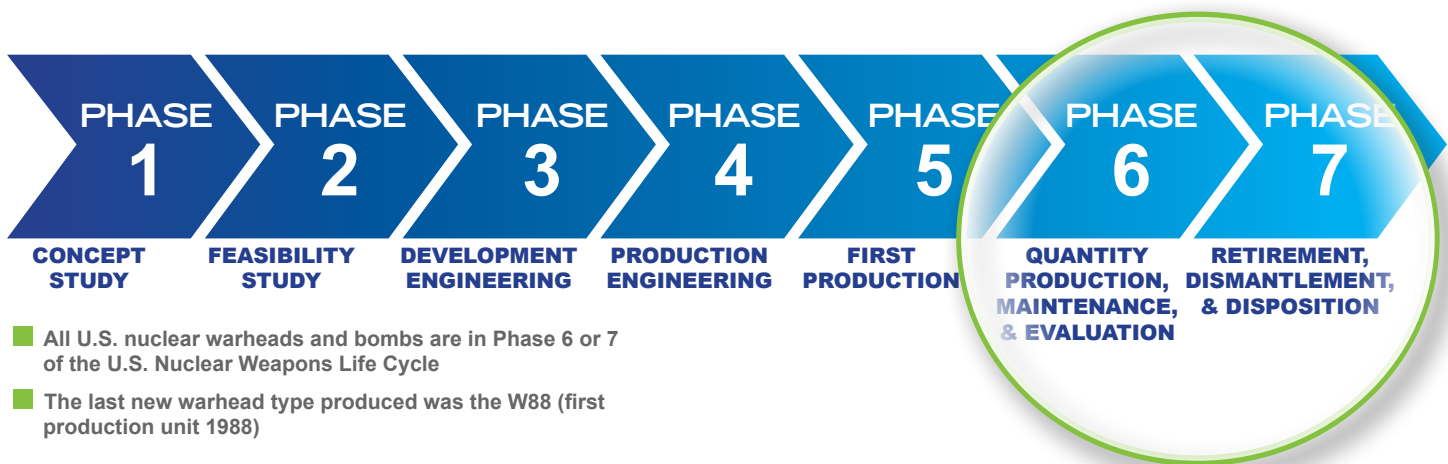 PHASE
1
PHASE
2
PHASE
3
PHASE
4
PHASE
5
PHASE
6
PHASE
7
CONCEPT
STUDY
FEASIBILITY
STUDY
DEVELOPMENT
ENGINEERING
PRODUCTION
ENGINEERING
FIRST
PRODUCTION
QUANTITY
PRODUCTION,
MAINTENANCE,
& EVALUATION
RETIREMENT,
DISMANTLEMENT,
& DISPOSITION
All U.S. nuclear warheads and bombs are in Phase 6 or 7
of the U.S. Nuclear Weapons Life Cycle
The last new warhead type produced was the W88 (first
production unit 1988)